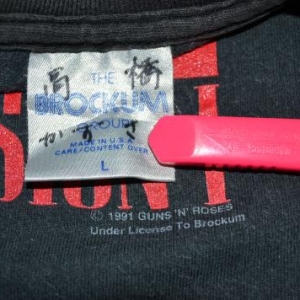 高橋
THE
BROCKUM
GROUP
かずき
MADE IN U.S.A.
CARE/CONTENT OVER
L
© 1991 GUNS 'N' ROSES
Under License To Brockum